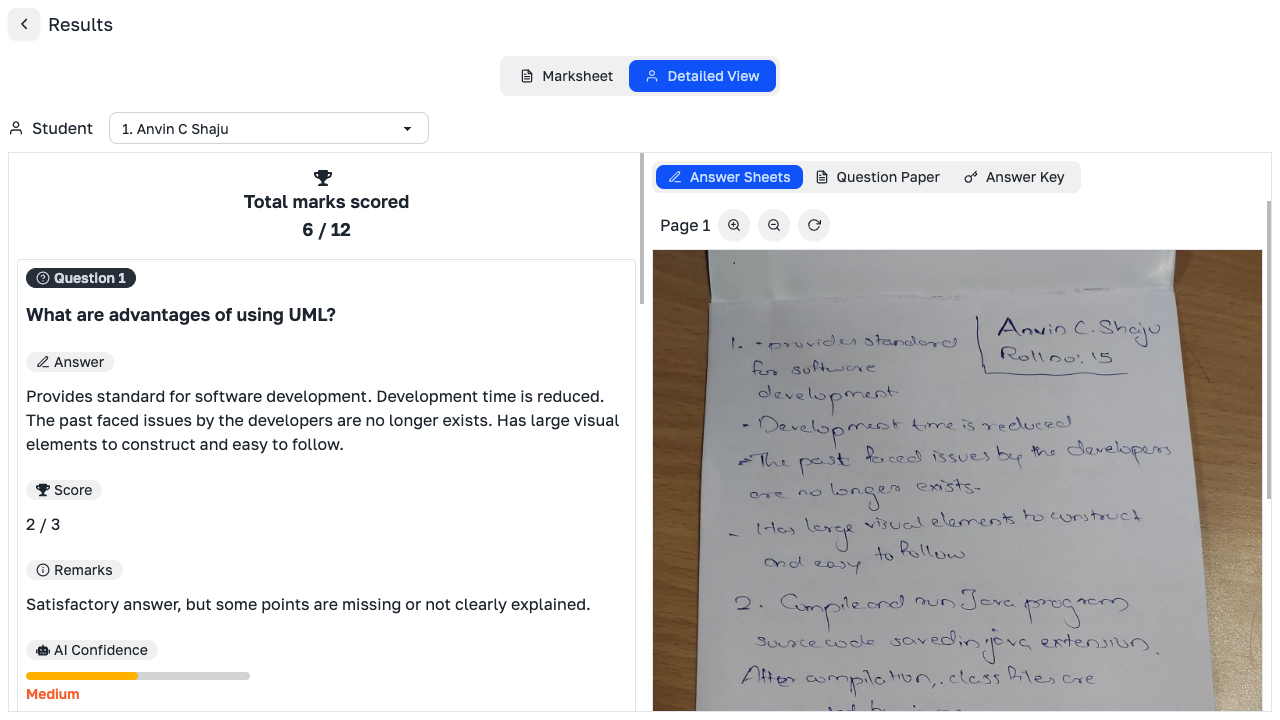 Results
Marksheet
Detailed View
Student
1. Anvin C Shaju
Total marks scored
6 / 12
Question 1
What are advantages of using UML?
Answer
Provides standard for software development. Development time is reduced.
The past faced issues by the developers are no longer exists. Has large visual
elements to construct and easy to follow.
Score
2 / 3
Remarks
Satisfactory answer, but some points are missing or not clearly explained.
AI Confidence
Medium
Answer Sheets
Question Paper
Answer Key
Page 1
Anvin C. Shaju
Roll no: 15
1. - provides standard
for software
development.
- Development time is reduced
- The past faced issues by the developers
are no longer exists.
- Has large visual elements to construct
and easy to follow
2. Compile and run Java program
source code saved in java extension.
After compilation, class files are